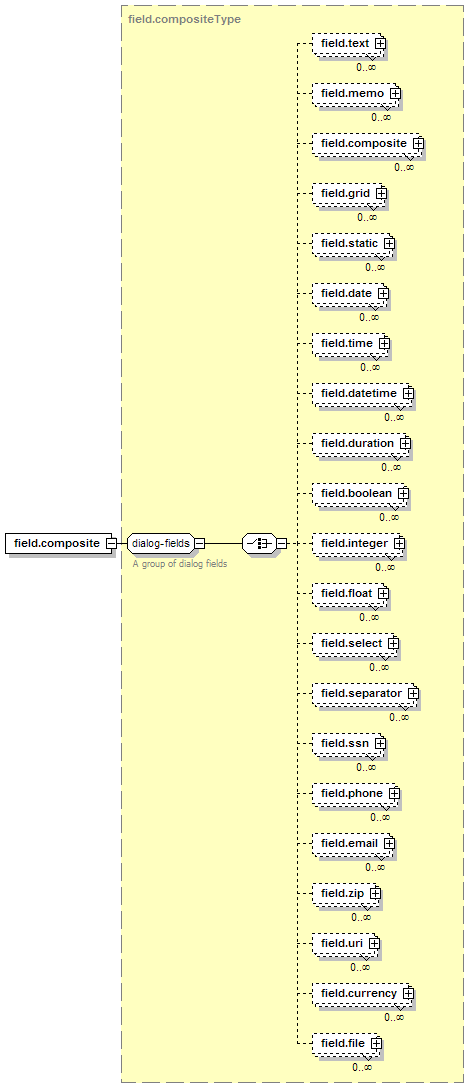 field.compositeType
field.text
0..∞
field.memo
0..∞
field.composite
0..∞
field.grid
0..∞
field.static
0..∞
field.date
0..∞
field.time
0..∞
field.datetime
0..∞
field.duration
0..∞
field.boolean
0..∞
field.composite
dialog-fields
A group of dialog fields
field.integer
0..∞
field.float
0..∞
field.select
0..∞
field.separator
0..∞
field.ssn
0..∞
field.phone
0..∞
field.email
0..∞
field.zip
0..∞
field.uri
0..∞
field.currency
0..∞
field.file
0..∞